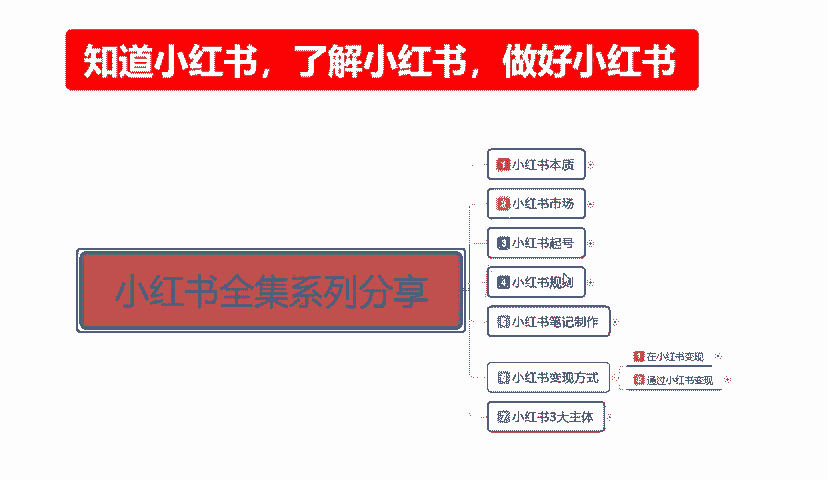 知道小红书，了解小红书，做好小红书
小红书全集系列分享
1 小红书本质
2 小红书市场
3 小红书起号
4 小红书规则
小红书笔记制作
小红书变现方式
1 在小红书变现
2 通过小红书变现
7 小红书3大主体